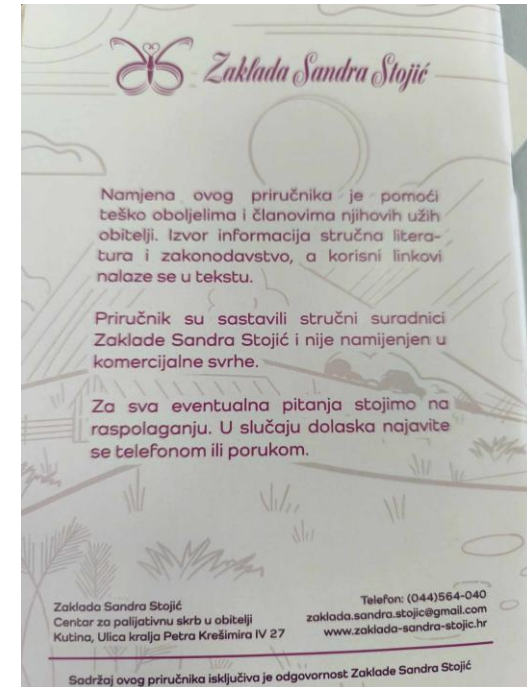 Zaklada Sandra Stojić
Namjena ovog priručnika je pomoći
teško oboljelima i članovima njihovih užih
obitelji. Izvor informacija stručna litera-
tura i zakonodavstvo, a korisni linkovi
nalaze se u tekstu.
Priručnik su sastavili stručni suradnici
Zaklade Sandra Stojić i nije namijenjen u
komercijalne svrhe.
Za sva eventualna pitanja stojimo na
raspolaganju. U slučaju dolaska najavite
se telefonom ili porukom.
Zaklada Sandra Stojić
Centar za palijativnu skrb u obitelji
Kutina, Ulica kralja Petra Krešimira IV 27
Telefon: (044)564-040
zaklada.sandra.stojic@gmail.com
www.zaklada-sandra-stojic.hr
Sadržaj ovog priručnika isključiva je odgovornost Zaklade Sandra Stojić